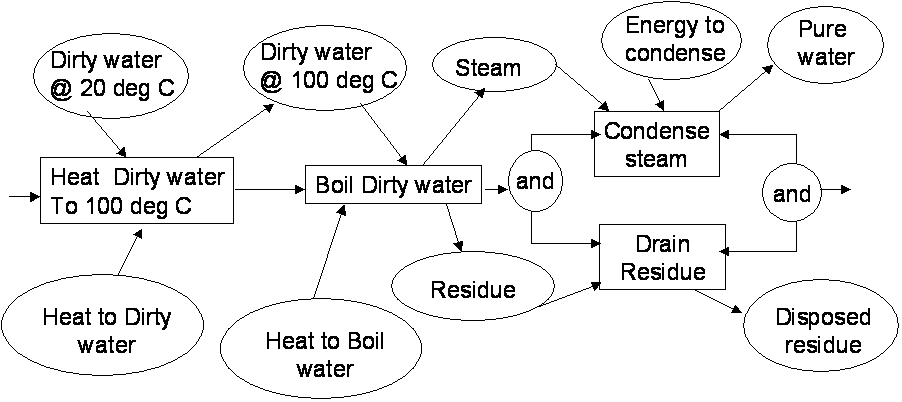 Dirty water
@ 20 deg C
Dirty water
@ 100 deg C
Steam
Energy to
condense
Pure
water
Heat  Dirty water
To 100 deg C
Boil Dirty water
and
Condense
steam
and
Drain
Residue
Heat to Dirty
water
Heat to Boil
water
Residue
Disposed
residue